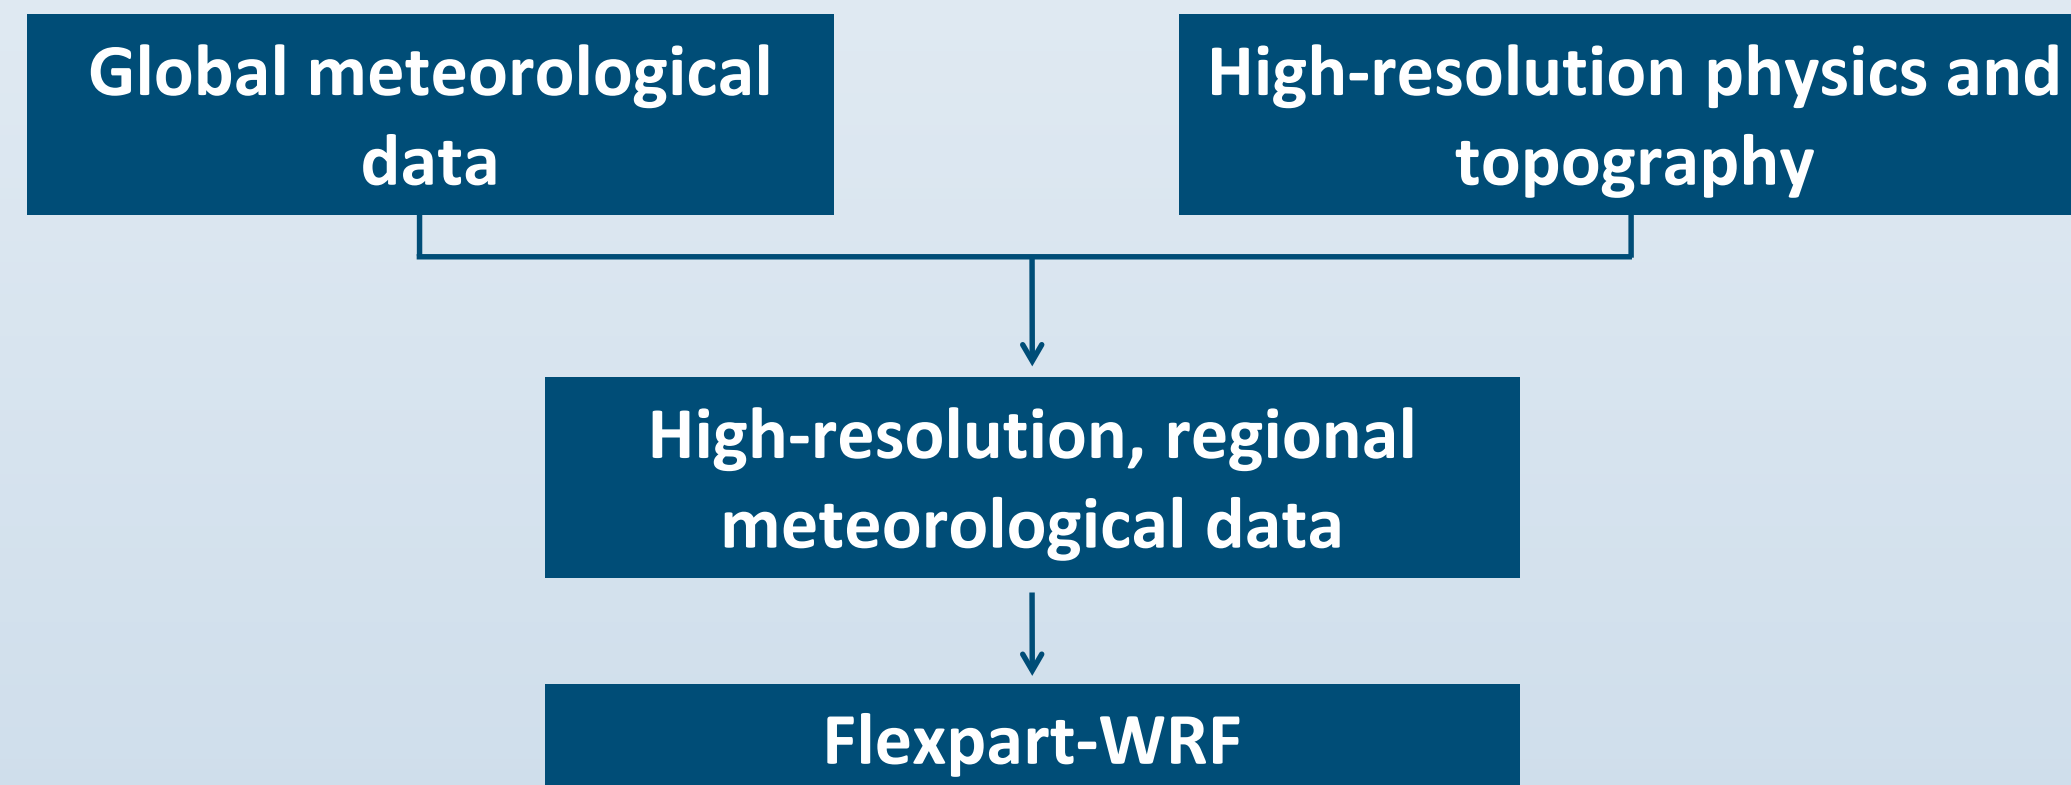 Global meteorological
data
High-resolution physics and
topography
High-resolution, regional
meteorological data
Flexpart-WRF